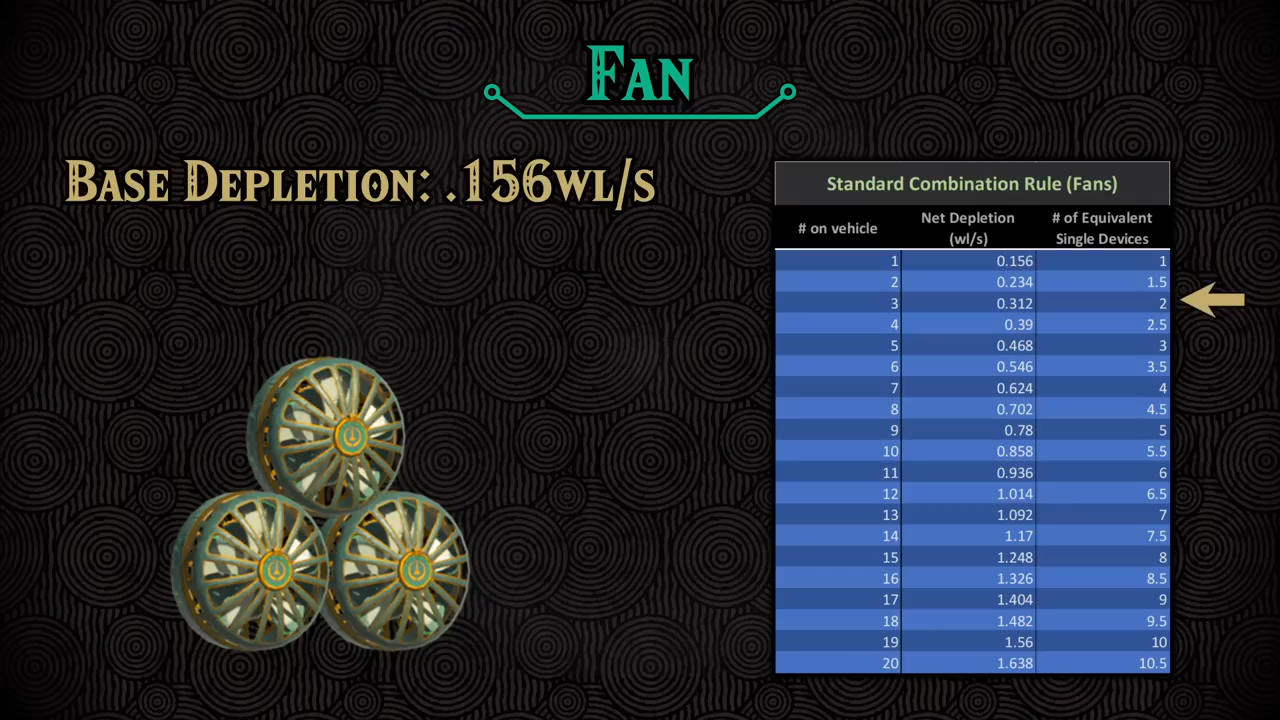 Fan
Base Depletion: .156wl/s
Standard Combination Rule (Fans)
# on vehicle Net Depletion (wl/s) # of Equivalent Single Devices
1 0.156 1
2 0.234 1.5
3 0.312 2
4 0.39 2.5
5 0.468 3
6 0.546 3.5
7 0.624 4
8 0.702 4.5
9 0.78 5
10 0.858 5.5
11 0.936 6
12 1.014 6.5
13 1.092 7
14 1.17 7.5
15 1.248 8
16 1.326 8.5
17 1.404 9
18 1.482 9.5
19 1.56 10
20 1.638 10.5